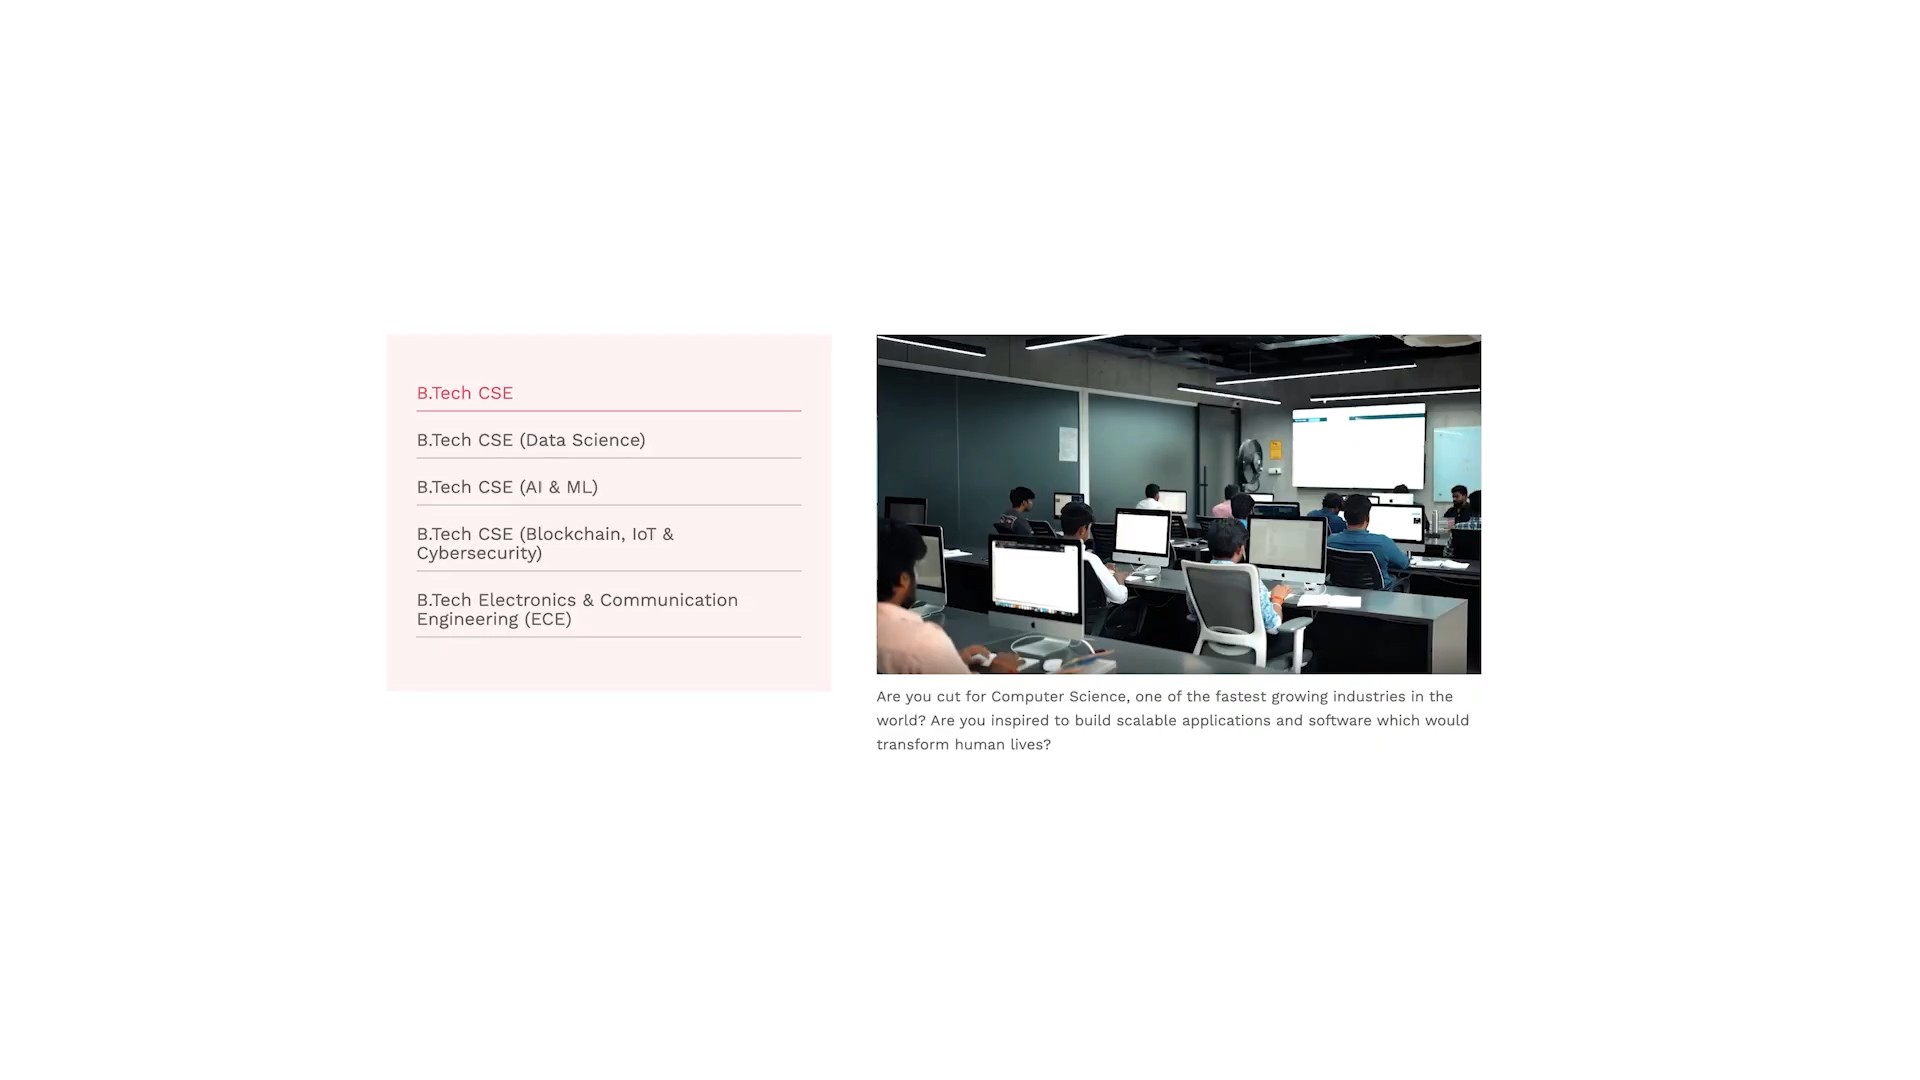 B.Tech CSE
B.Tech CSE (Data Science)
B.Tech CSE (AI & ML)
B.Tech CSE (Blockchain, IoT &
Cybersecurity)
B.Tech Electronics & Communication
Engineering (ECE)
Are you cut for Computer Science, one of the fastest growing industries in the
world? Are you inspired to build scalable applications and software which would
transform human lives?